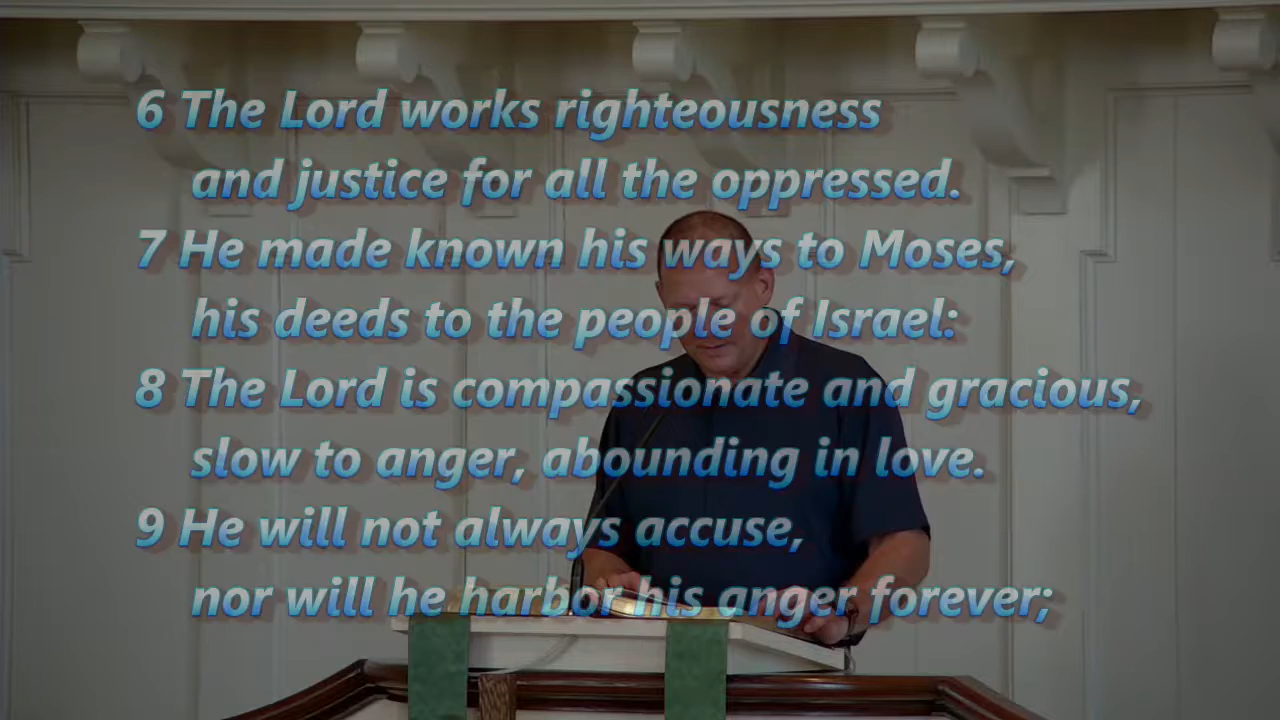 6 The Lord works righteousness
and justice for all the oppressed.
7 He made known his ways to Moses,
his deeds to the people of Israel:
8 The Lord is compassionate and gracious,
slow to anger, abounding in love.
9 He will not always accuse,
nor will he harbor his anger forever;